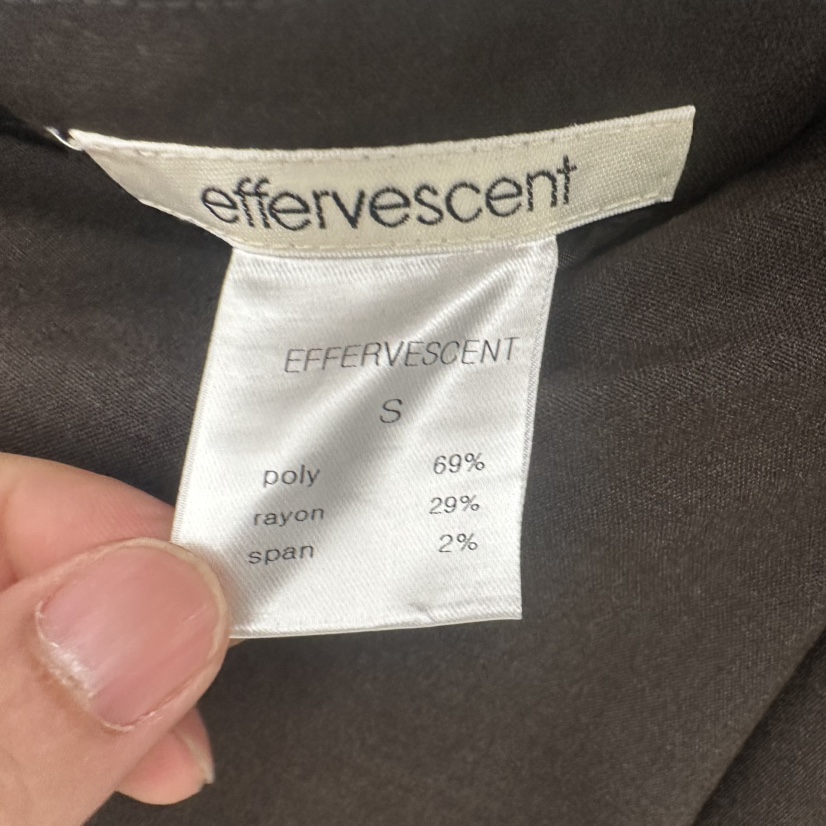 effervescent
EFFERVESCENT
S
poly 69%
rayon 29%
span 2%